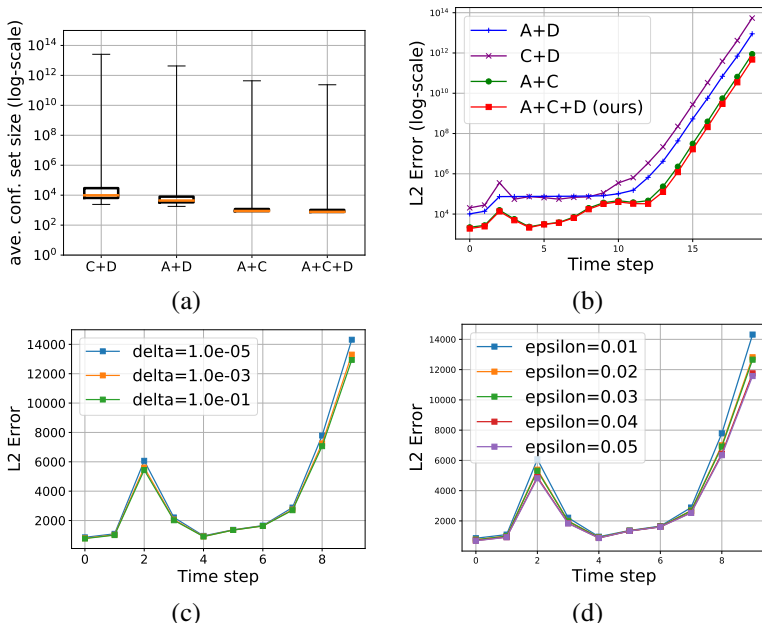 ave. conf. set size (log-scale)
10^14
10^12
10^10
10^8
10^6
10^4
10^2
10^0
C+D
A+D
A+C
A+C+D
(a)
L2 Error (log-scale)
10^14
10^12
10^10
10^8
10^6
10^4
A+D
C+D
A+C
A+C+D (ours)
0
5
10
15
Time step
(b)
L2 Error
14000
12000
10000
8000
6000
4000
2000
delta=1.0e-05
delta=1.0e-03
delta=1.0e-01
0
2
4
6
8
Time step
(c)
L2 Error
14000
12000
10000
8000
6000
4000
2000
epsilon=0.01
epsilon=0.02
epsilon=0.03
epsilon=0.04
epsilon=0.05
0
2
4
6
8
Time step
(d)